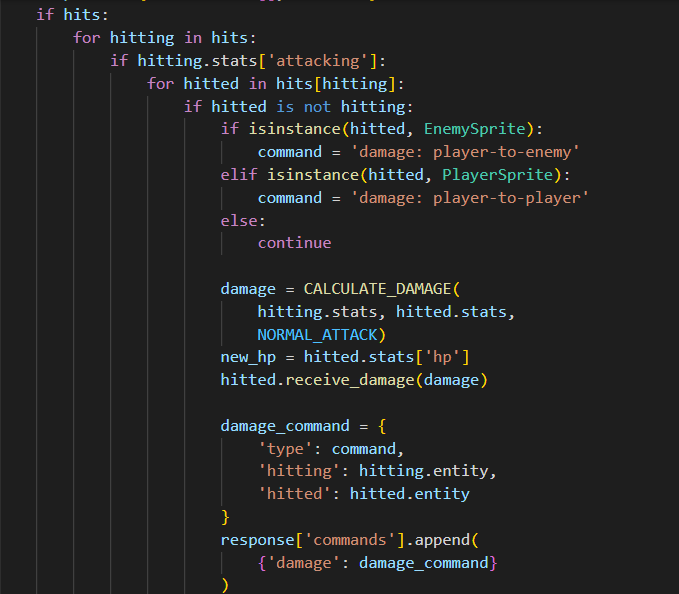 if hits:
    for hitting in hits:
        if hitting.stats['attacking']:
            for hitted in hits[hitting]:
                if hitted is not hitting:
                    if isinstance(hitted, EnemySprite):
                        command = 'damage: player-to-enemy'
                    elif isinstance(hitted, PlayerSprite):
                        command = 'damage: player-to-player'
                    else:
                        continue

                    damage = CALCULATE_DAMAGE(
                        hitting.stats, hitted.stats,
                        NORMAL_ATTACK)
                    new_hp = hitted.stats['hp']
                    hitted.receive_damage(damage)

                    damage_command = {
                        'type': command,
                        'hitting': hitting.entity,
                        'hitted': hitted.entity
                    }
                    response['commands'].append(
                        {'damage': damage_command}
                    )